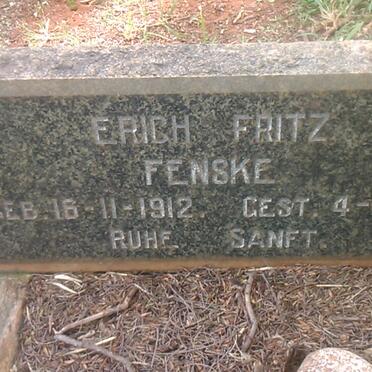 ERICH FRITZ
FENSKE
EB. 16-11-1912. GEST. 4-
RUHE SANFT.